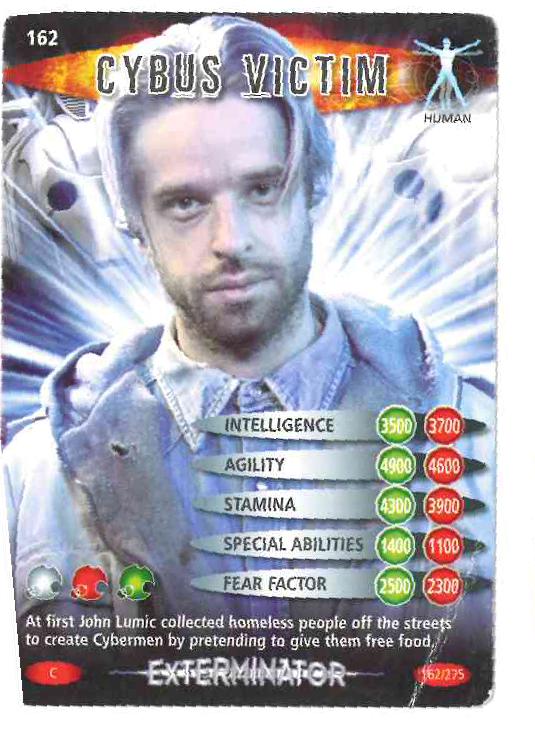 162
CYBUS VICTIM
HUMAN
INTELLIGENCE 3500 3700
AGILITY 4900 4600
STAMINA 4300 3900
SPECIAL ABILITIES 1400 1100
FEAR FACTOR 2500 2300
At first John Lumic collected homeless people off the streets
to create Cybermen by pretending to give them free food.
C EXTERMINATOR 162/275